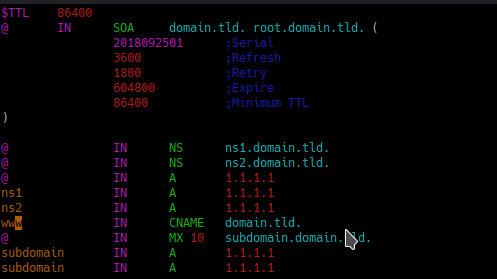 $TTL 86400
@ IN SOA domain.tld. root.domain.tld. (
2018092501 ;Serial
3600 ;Refresh
1800 ;Retry
604800 ;Expire
86400 ;Minimum TTL
)
@ IN NS ns1.domain.tld.
@ IN NS ns2.domain.tld.
@ IN A 1.1.1.1
ns1 IN A 1.1.1.1
ns2 IN A 1.1.1.1
www IN CNAME domain.tld.
@ IN MX 10 subdomain.domain.tld.
subdomain IN A 1.1.1.1
subdomain IN A 1.1.1.1